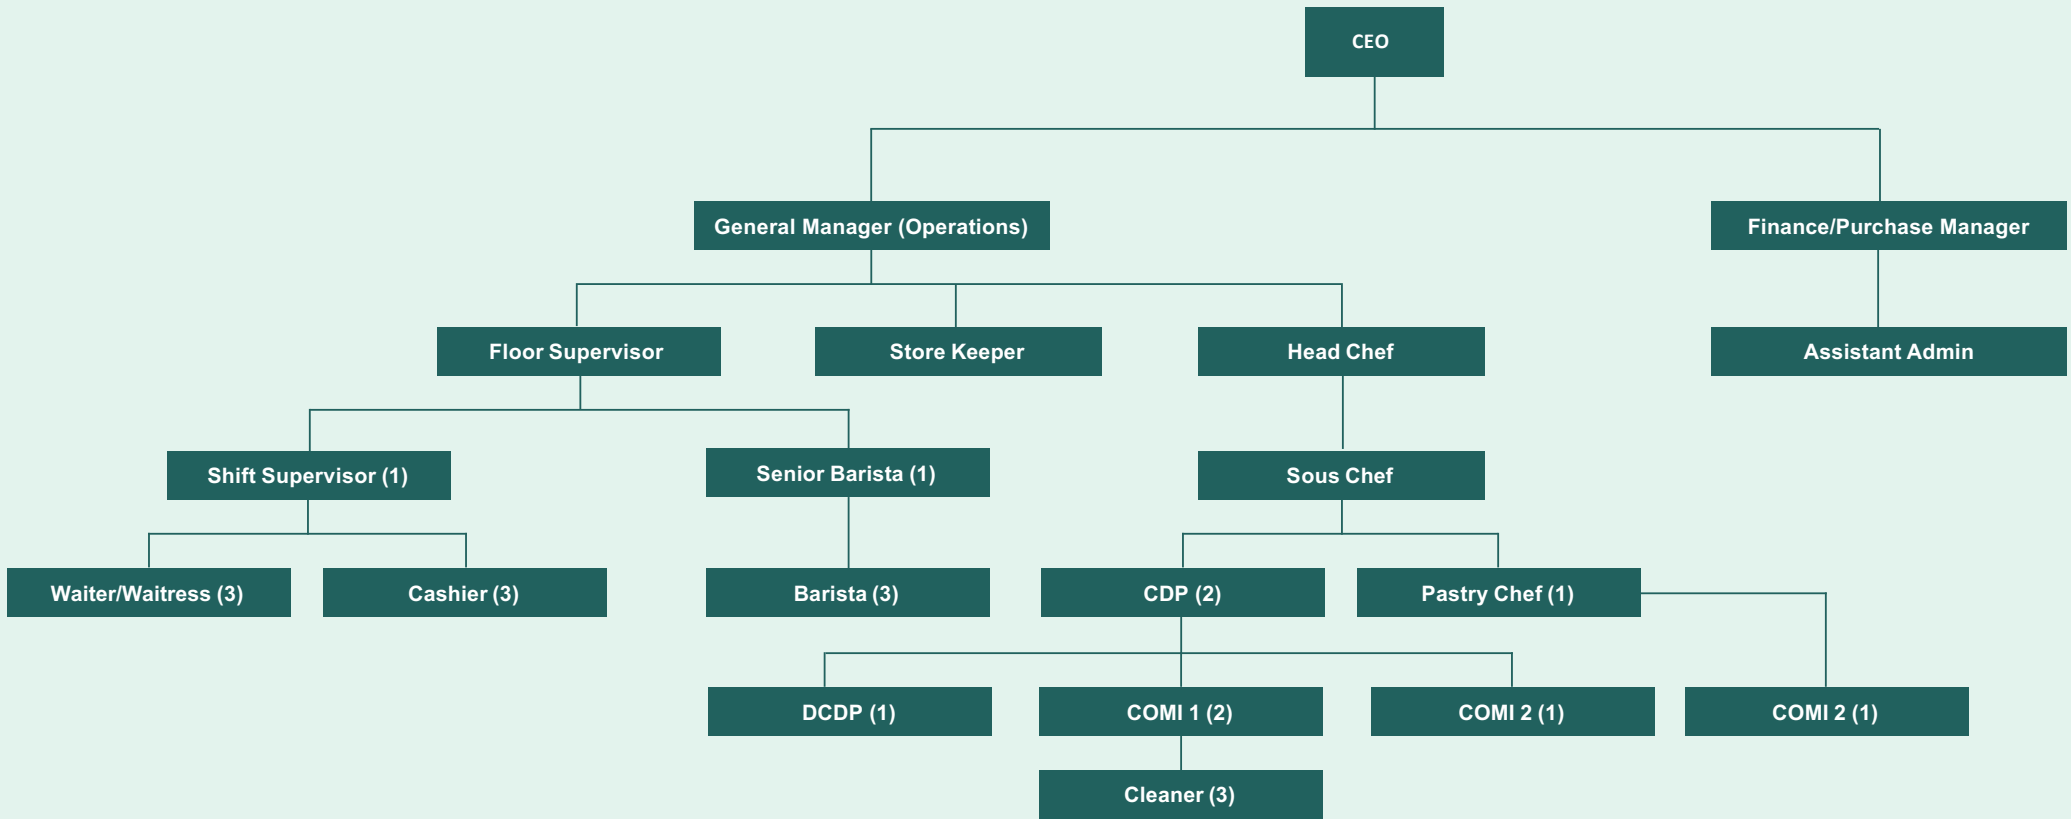 CEO
General Manager (Operations)
Finance/Purchase Manager
Floor Supervisor
Store Keeper
Head Chef
Assistant Admin
Shift Supervisor (1)
Senior Barista (1)
Sous Chef
Waiter/Waitress (3)
Cashier (3)
Barista (3)
CDP (2)
Pastry Chef (1)
DCDP (1)
COMI 1 (2)
COMI 2 (1)
COMI 2 (1)
Cleaner (3)